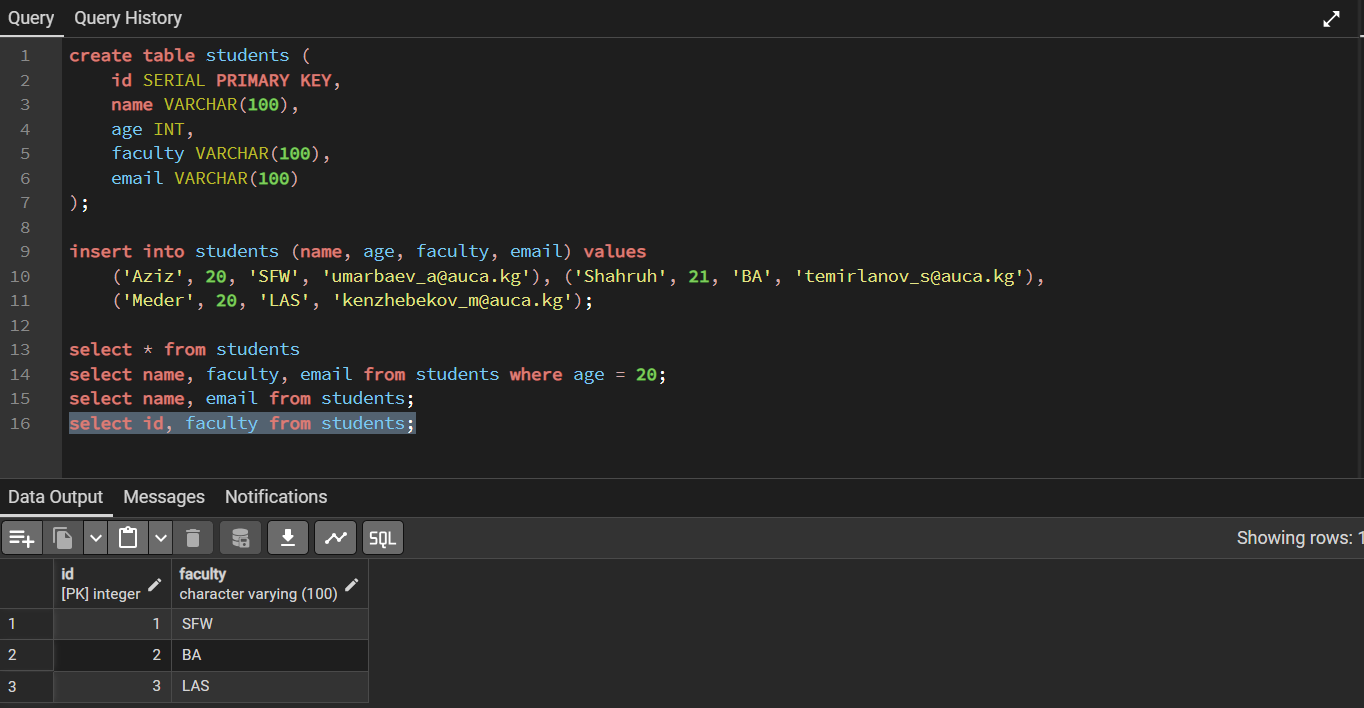 Query Query History
1 create table students (
2 id SERIAL PRIMARY KEY,
3 name VARCHAR(100),
4 age INT,
5 faculty VARCHAR(100),
6 email VARCHAR(100)
7 );
8
9 insert into students (name, age, faculty, email) values
10 ('Aziz', 20, 'SFW', 'umarbaev_a@auca.kg'), ('Shahruh', 21, 'BA', 'temirlanov_s@auca.kg'),
11 ('Meder', 20, 'LAS', 'kenzhebekov_m@auca.kg');
12
13 select * from students
14 select name, faculty, email from students where age = 20;
15 select name, email from students;
16 select id, faculty from students;
Data Output Messages Notifications
SQL Showing rows: 1
id faculty
[PK] integer character varying (100)
1 1 SFW
2 2 BA
3 3 LAS